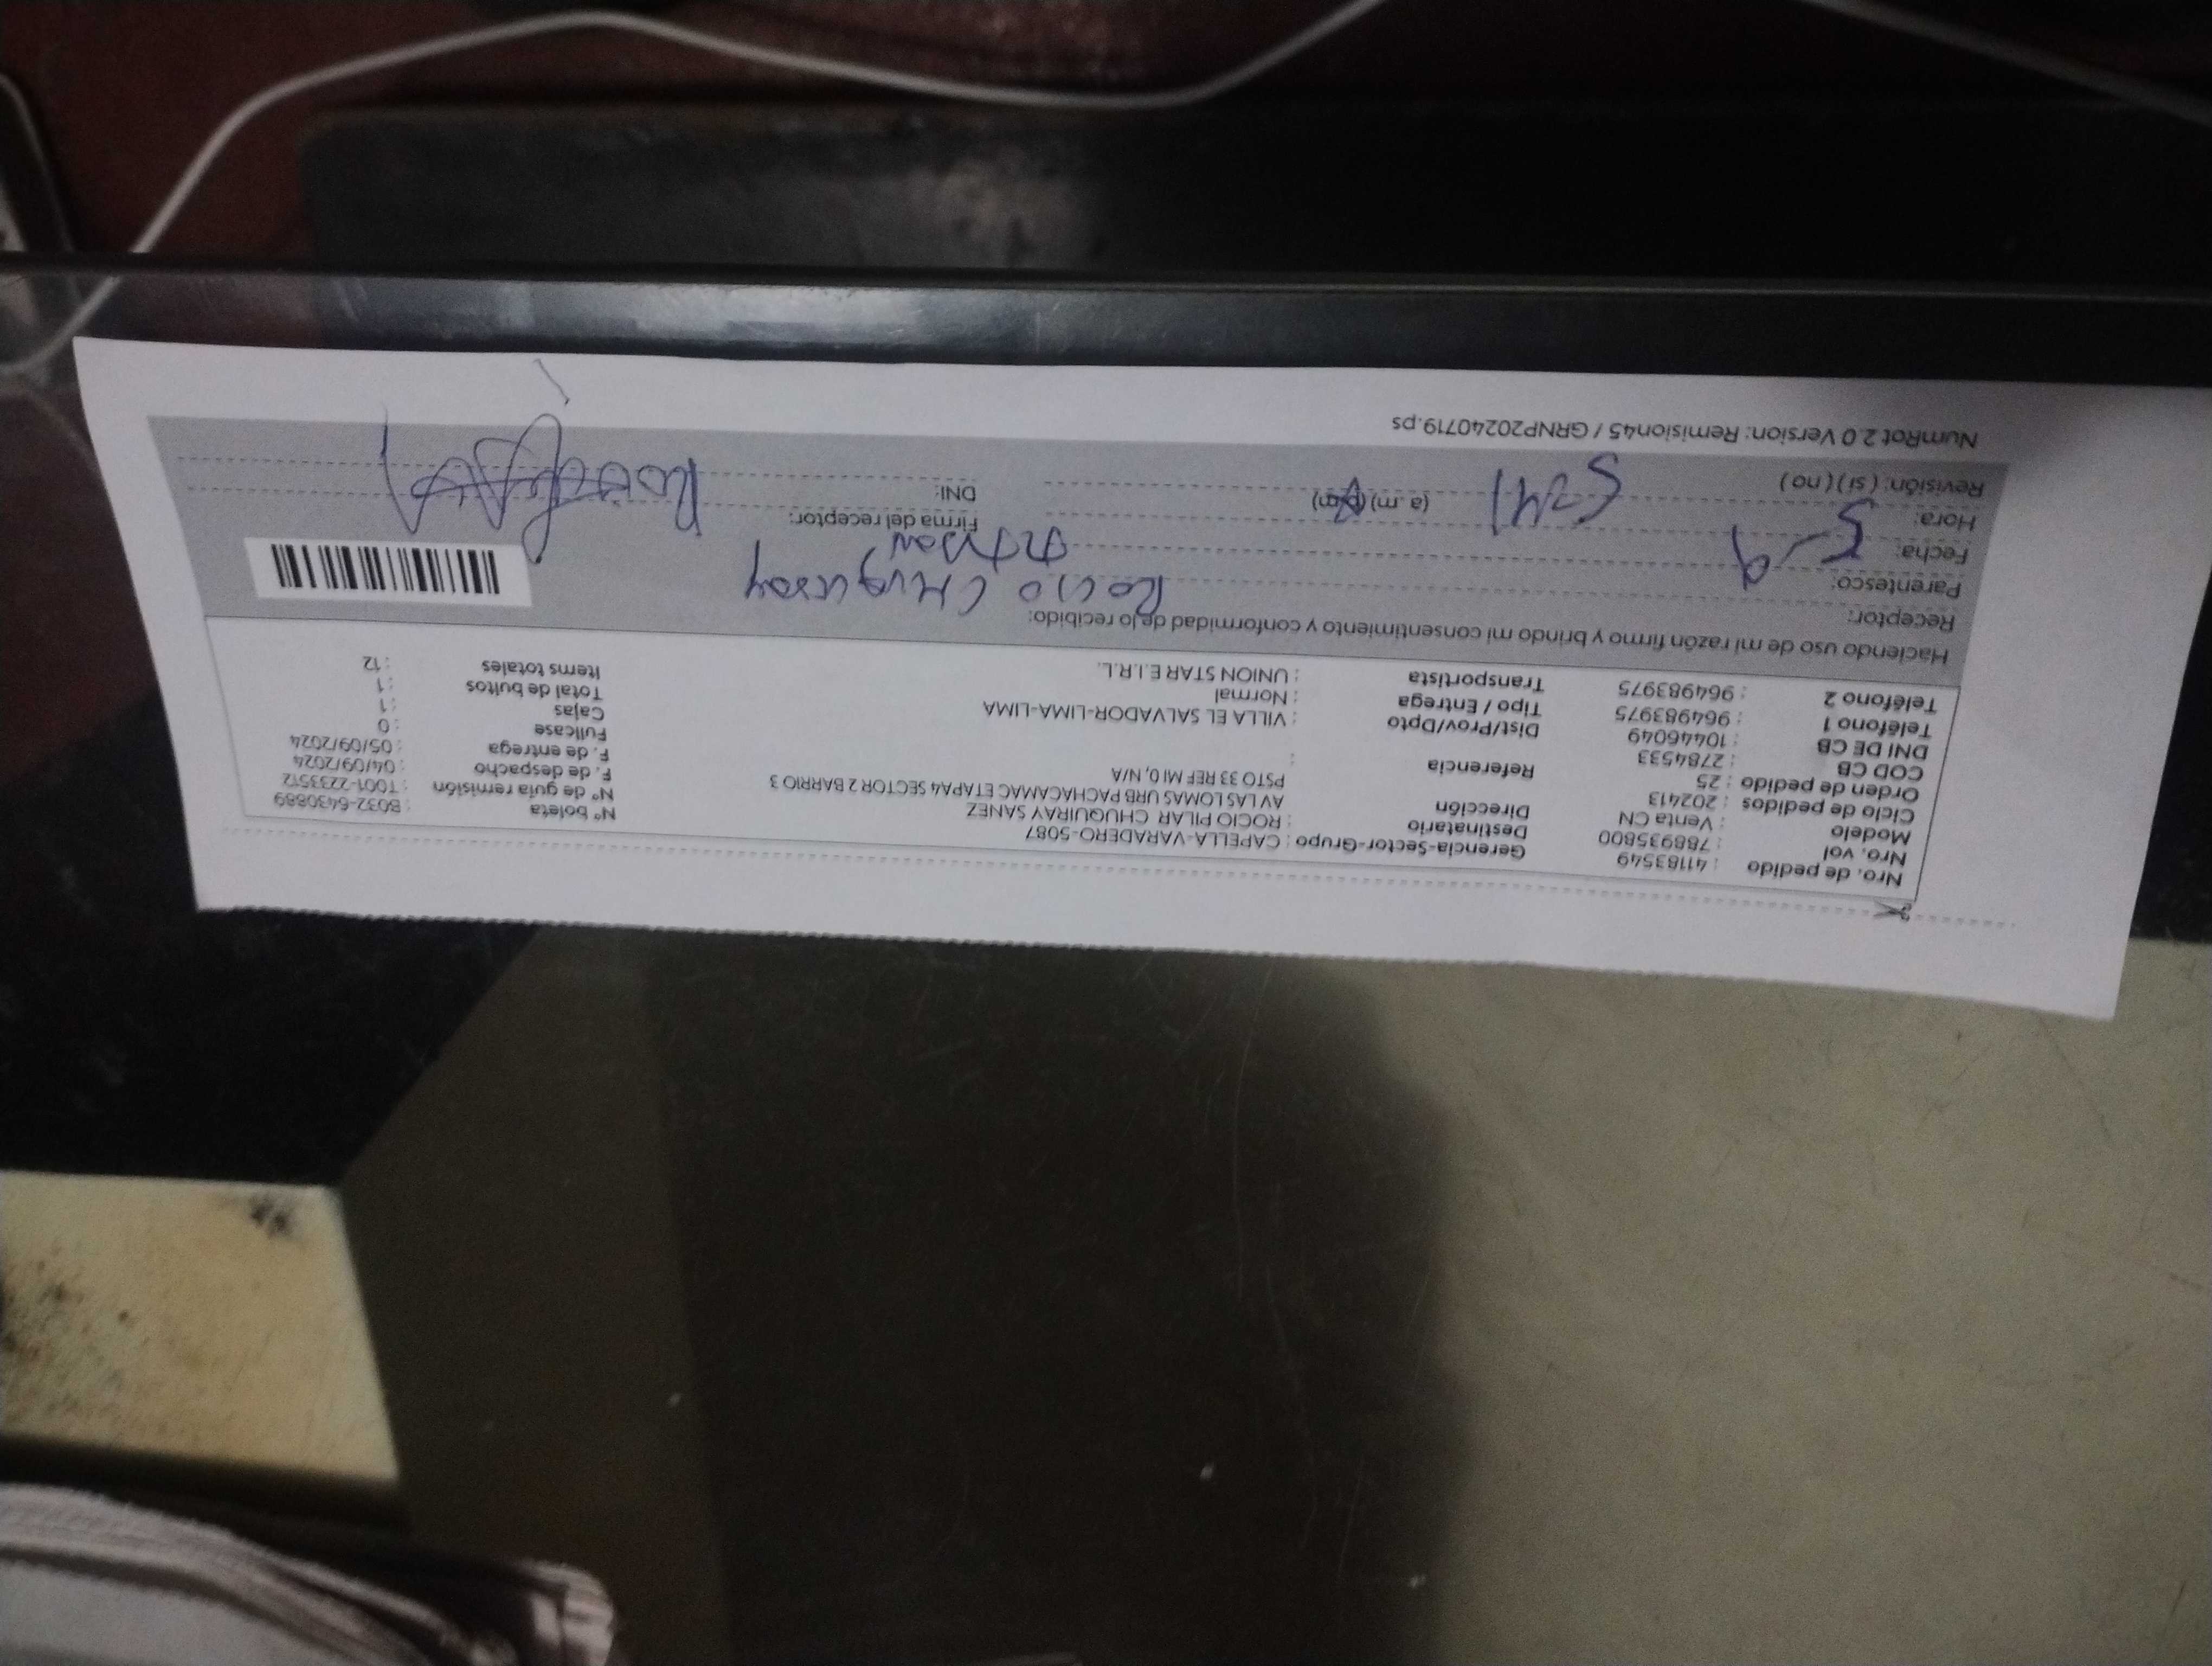 Nro. de pedido : 41183549
Nro. vol : 788935800
Modelo : Venta CN
Ciclo de pedidos : 202413
Orden de pedido : 25
COD CB : 2784533
DNI DE CB : 10446049
Teléfono 1 : 964983975
Teléfono 2 : 964983975
Gerencia-Sector-Grupo : CAPELLA-VARADERO-5087
Destinatario : ROCIO PILAR CHUQUIRAY SANEZ
Dirección AV LAS LOMAS URB PACHACAMAC ETAPA4 SECTOR 2 BARRIO 3
PSTO 33 REF MI 0, N/A
Referencia :
Dist/Prov/Dpto : VILLA EL SALVADOR-LIMA-LIMA
Tipo / Entrega : Normal
Transportista : UNION STAR E.I.R.L.
N° boleta : B032-6430889
N° de guía remisión : T001-2233512
F. de despacho : 04/09/2024
F. de entrega : 05/09/2024
Fullcase : 0
Cajas : 1
Total de bultos : 1
Items totales : 12
Haciendo uso de mi razón firmo y brindo mi consentimiento y conformidad de lo recibido:
Receptor: Rocio Chuquiray
Parentesco:
Fecha: 5-9
Hora: (a. m) (p. m)
Revisión: ( si ) ( no )
Firma del receptor:
DNI:
NumRot 2.0 Version: Remision45 / GRNP20240719.ps